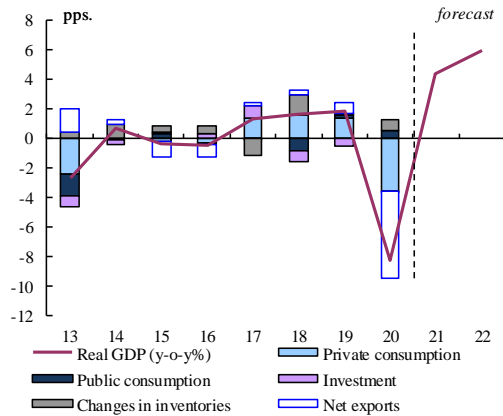 pps.
forecast
8
6
4
2
0
-2
-4
-6
-8
-10
-12
13 14 15 16 17 18 19 20 21 22
Real GDP (y-o-y%) Private consumption
Public consumption Investment
Changes in inventories Net exports